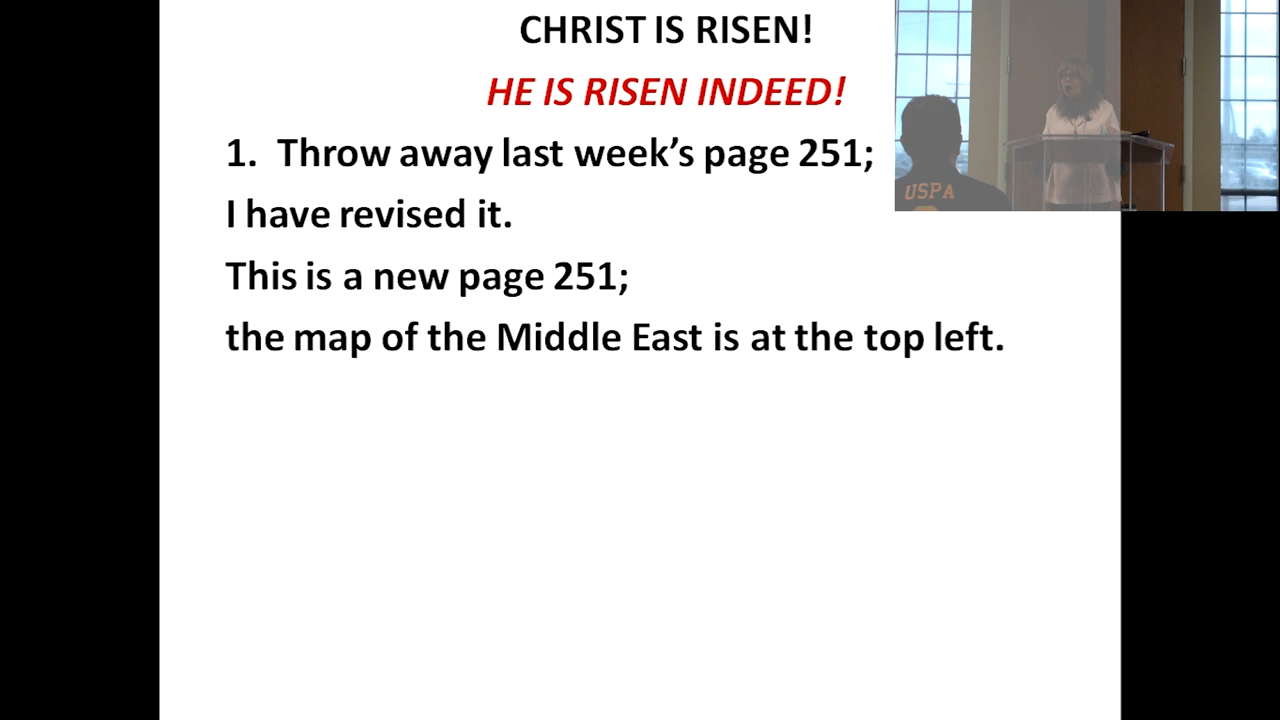 CHRIST IS RISEN!
HE IS RISEN INDEED!
1. Throw away last week’s page 251;
I have revised it.
This is a new page 251;
the map of the Middle East is at the top left.
USPA